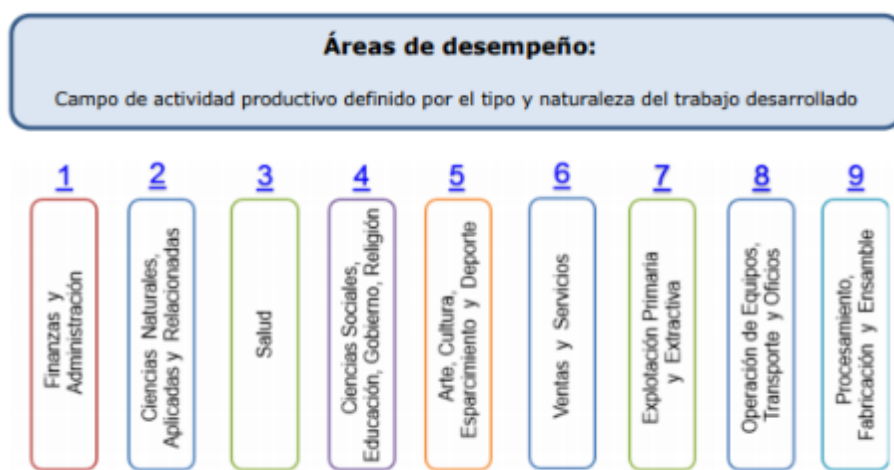 Áreas de desempeño:
Campo de actividad productivo definido por el tipo y naturaleza del trabajo desarrollado
1
Finanzas y
Administración
2
Ciencias Naturales,
Aplicadas y Relacionadas
3
Salud
4
Ciencias Sociales,
Educación, Gobierno, Religión
5
Arte, Cultura,
Esparcimiento y Deporte
6
Ventas y Servicios
7
Explotación Primaria
y Extractiva
8
Operación de Equipos,
Transporte y Oficios
9
Procesamiento,
Fabricación y Ensamble